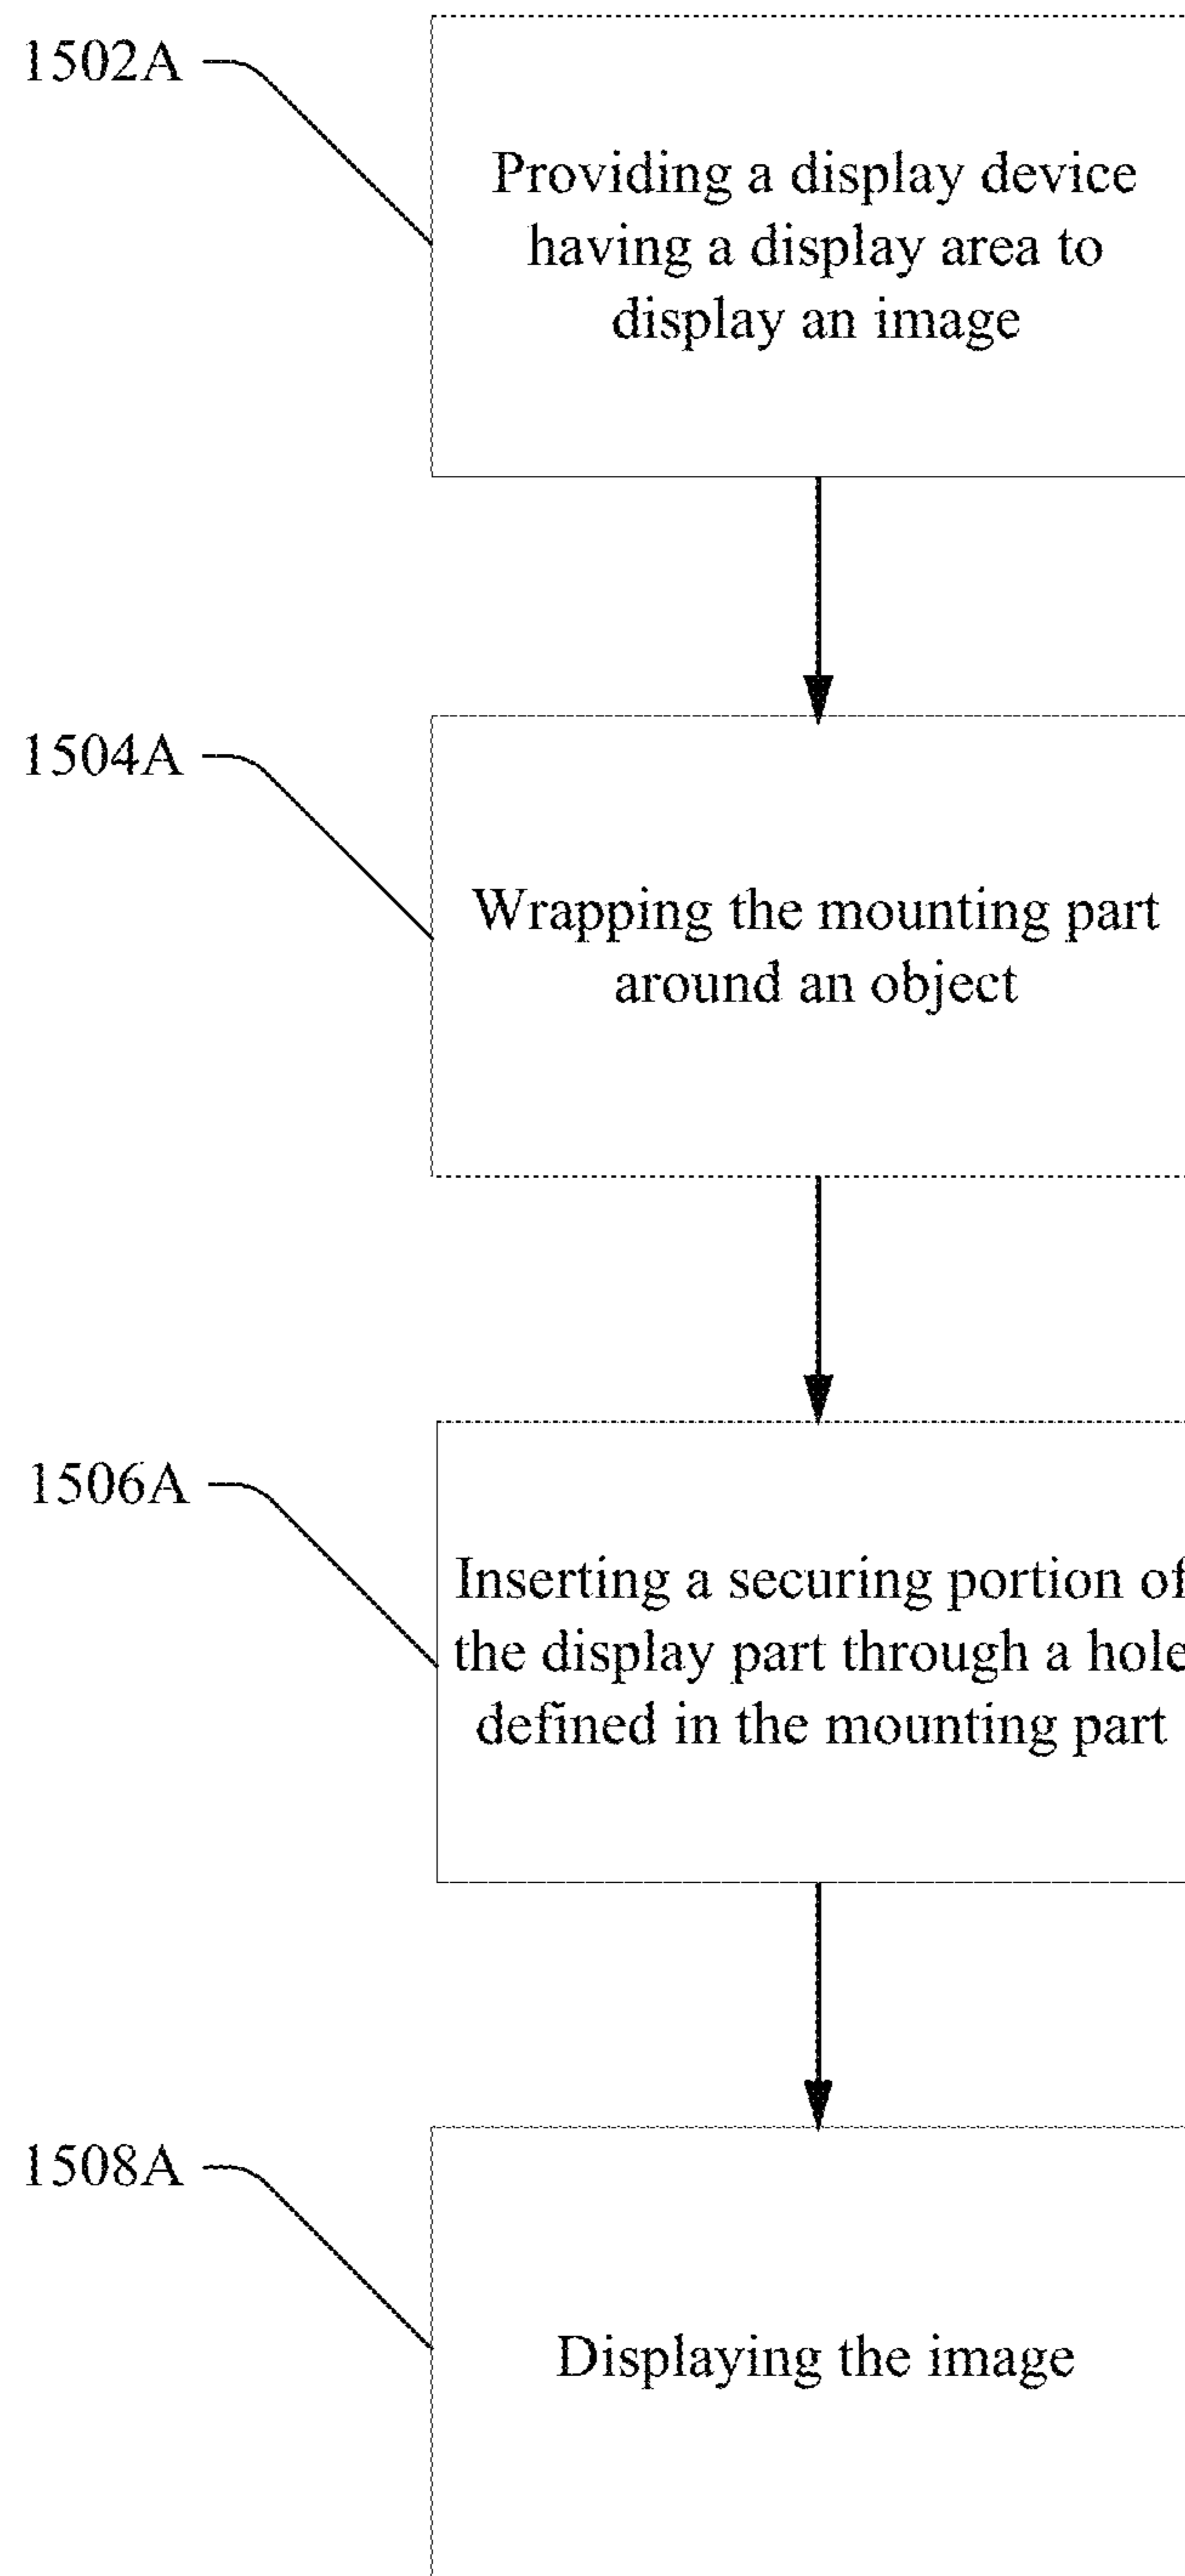 1502A
Providing a display device
having a display area to
display an image
1504A
Wrapping the mounting part
around an object
1506A
Inserting a securing portion of
the display part through a hole
defined in the mounting part
1508A
Displaying the image